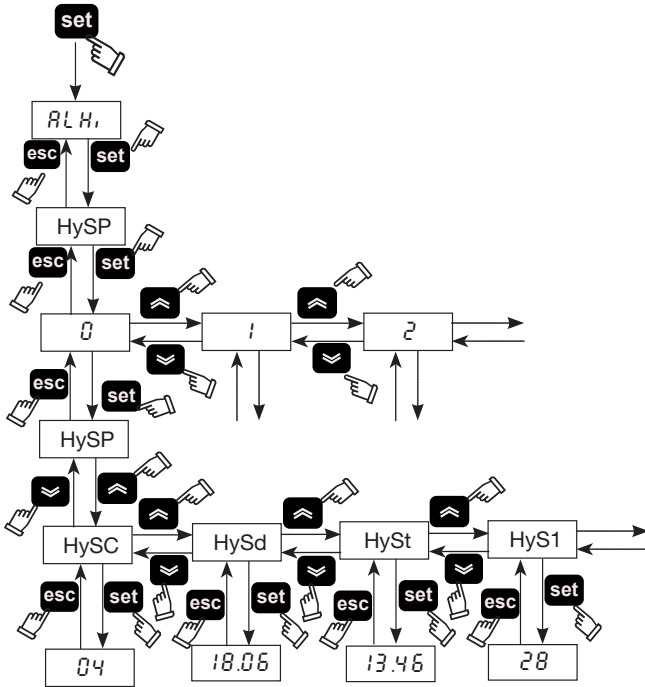 set
ALHi
esc set
HySP
esc set
0 1 2
esc set
HySP
HySC HySd HySt HyS1
esc set esc set esc set esc set
04 18.06 13.46 28